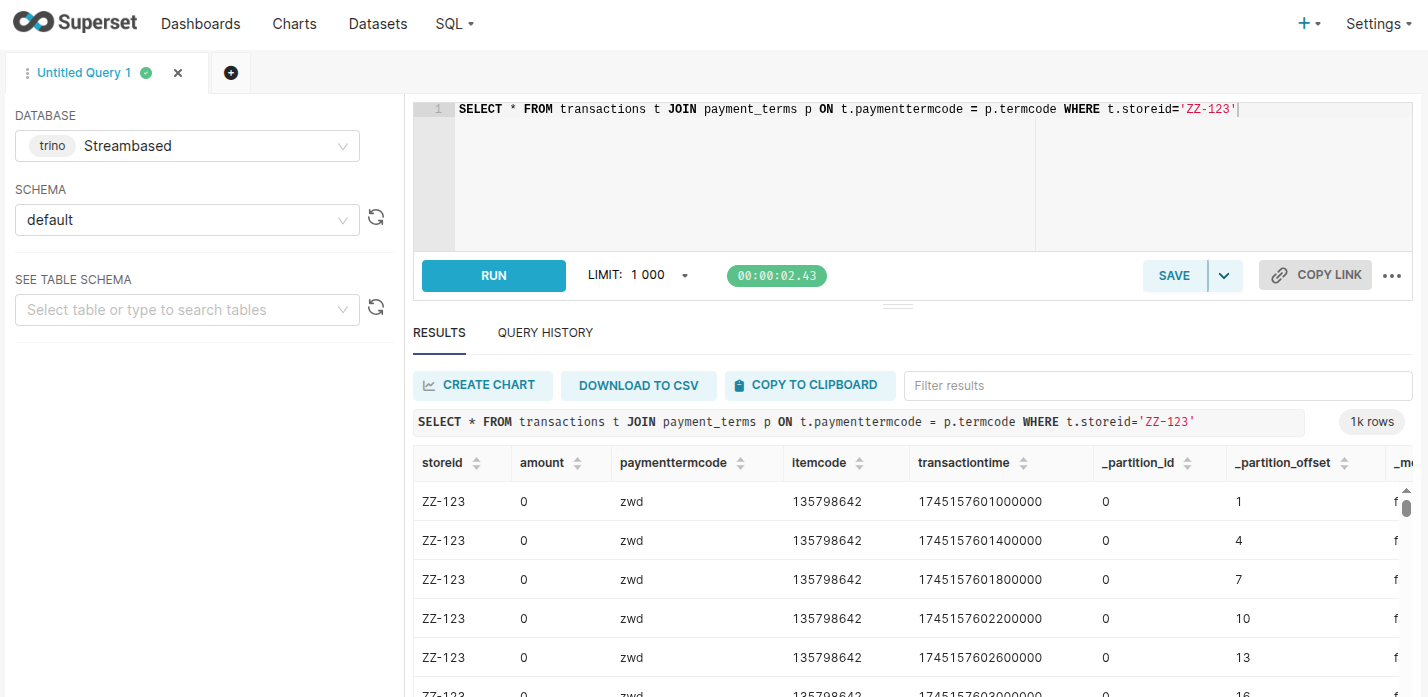 Superset Dashboards Charts Datasets SQL + Settings
Untitled Query 1
DATABASE
trino Streambased
SCHEMA
default
SEE TABLE SCHEMA
Select table or type to search tables
1 SELECT * FROM transactions t JOIN payment_terms p ON t.paymenttermcode = p.termcode WHERE t.storeid='ZZ-123'
RUN LIMIT: 1 000 00:00:02.43 SAVE COPY LINK
RESULTS QUERY HISTORY
CREATE CHART DOWNLOAD TO CSV COPY TO CLIPBOARD Filter results
SELECT * FROM transactions t JOIN payment_terms p ON t.paymenttermcode = p.termcode WHERE t.storeid='ZZ-123' 1k rows
storeid amount paymenttermcode itemcode transactiontime _partition_id _partition_offset
ZZ-123 0 zwd 135798642 1745157601000000 0 1 f
ZZ-123 0 zwd 135798642 1745157601400000 0 4 f
ZZ-123 0 zwd 135798642 1745157601800000 0 7 f
ZZ-123 0 zwd 135798642 1745157602200000 0 10 f
ZZ-123 0 zwd 135798642 1745157602600000 0 13 f
ZZ-123 0 zwd 135798642 1745157603000000 0 16 f